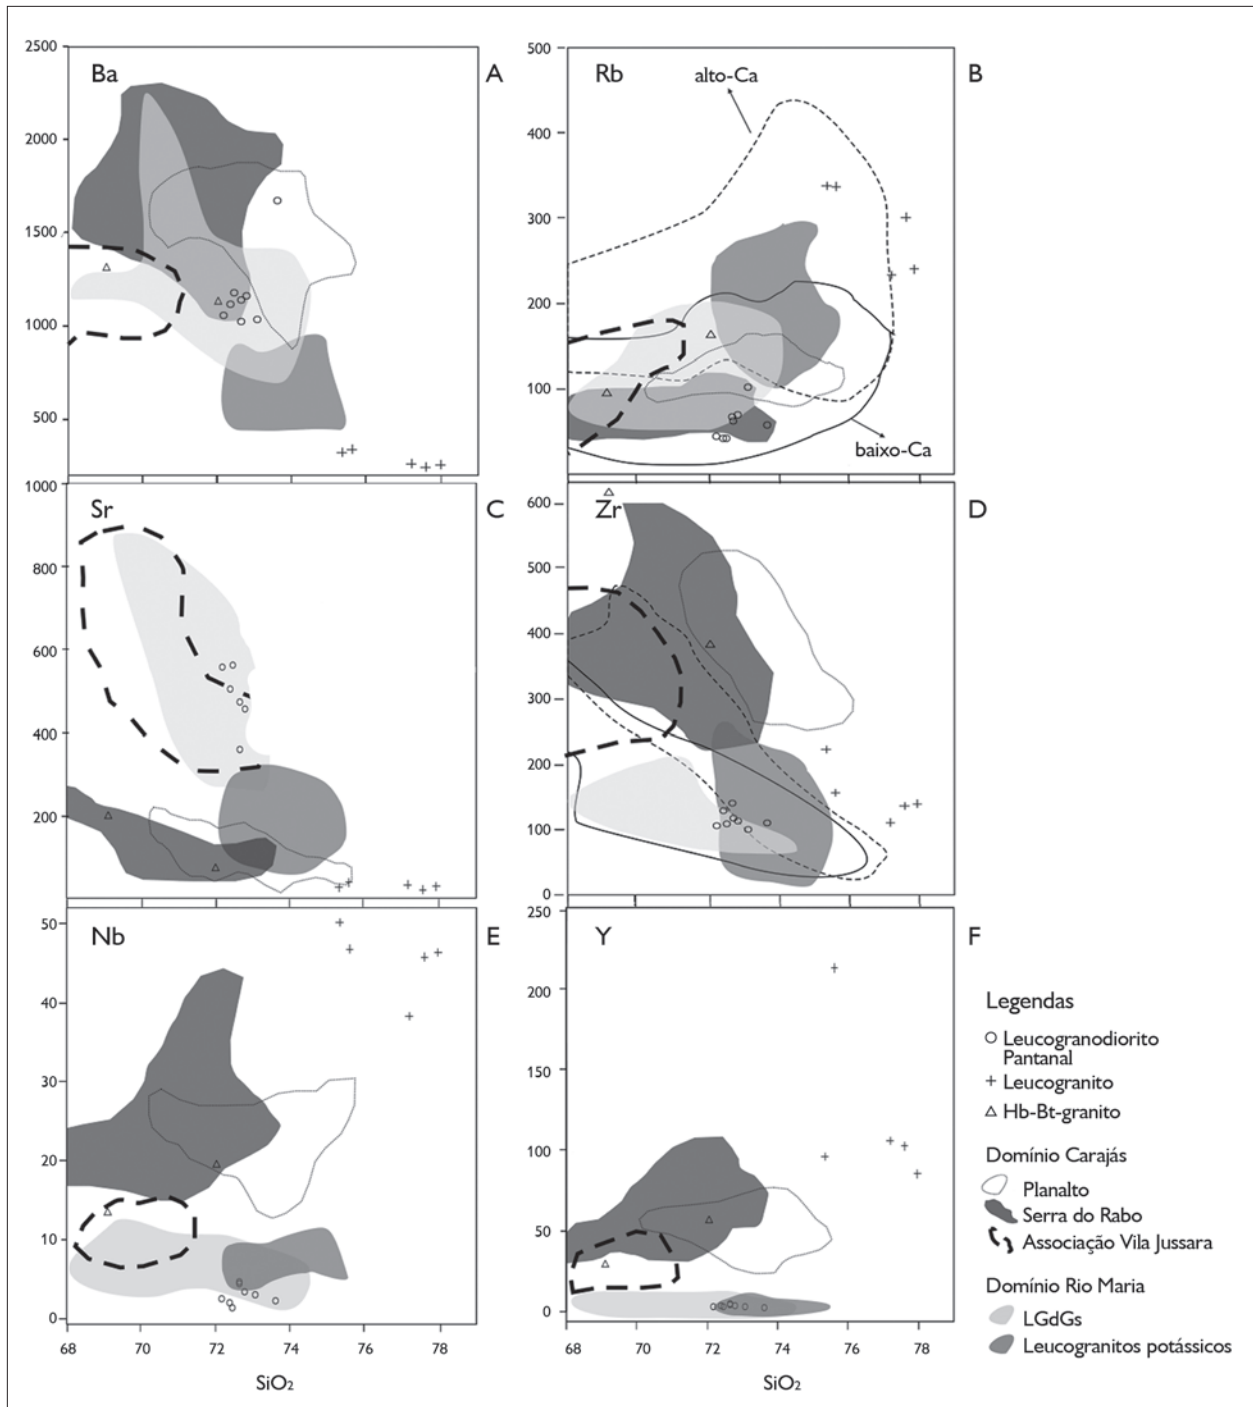 Ba
A
2500
2000
1500
1000
500
Rb
B
alto-Ca
baixo-Ca
500
400
300
200
100
Sr
C
1000
800
600
400
200
Zr
D
600
500
400
300
200
100
0
Nb
E
50
40
30
20
10
0
68
70
72
74
76
78
SiO₂
Y
F
250
200
150
100
50
0
68
70
72
74
76
78
SiO₂
Legendas
Leucogranodiorito
Pantanal
Leucogranito
Hb-Bt-granito
Domínio Carajás
Planalto
Serra do Rabo
Associação Vila Jussara
Domínio Rio Maria
LGdGs
Leucogranitos potássicos